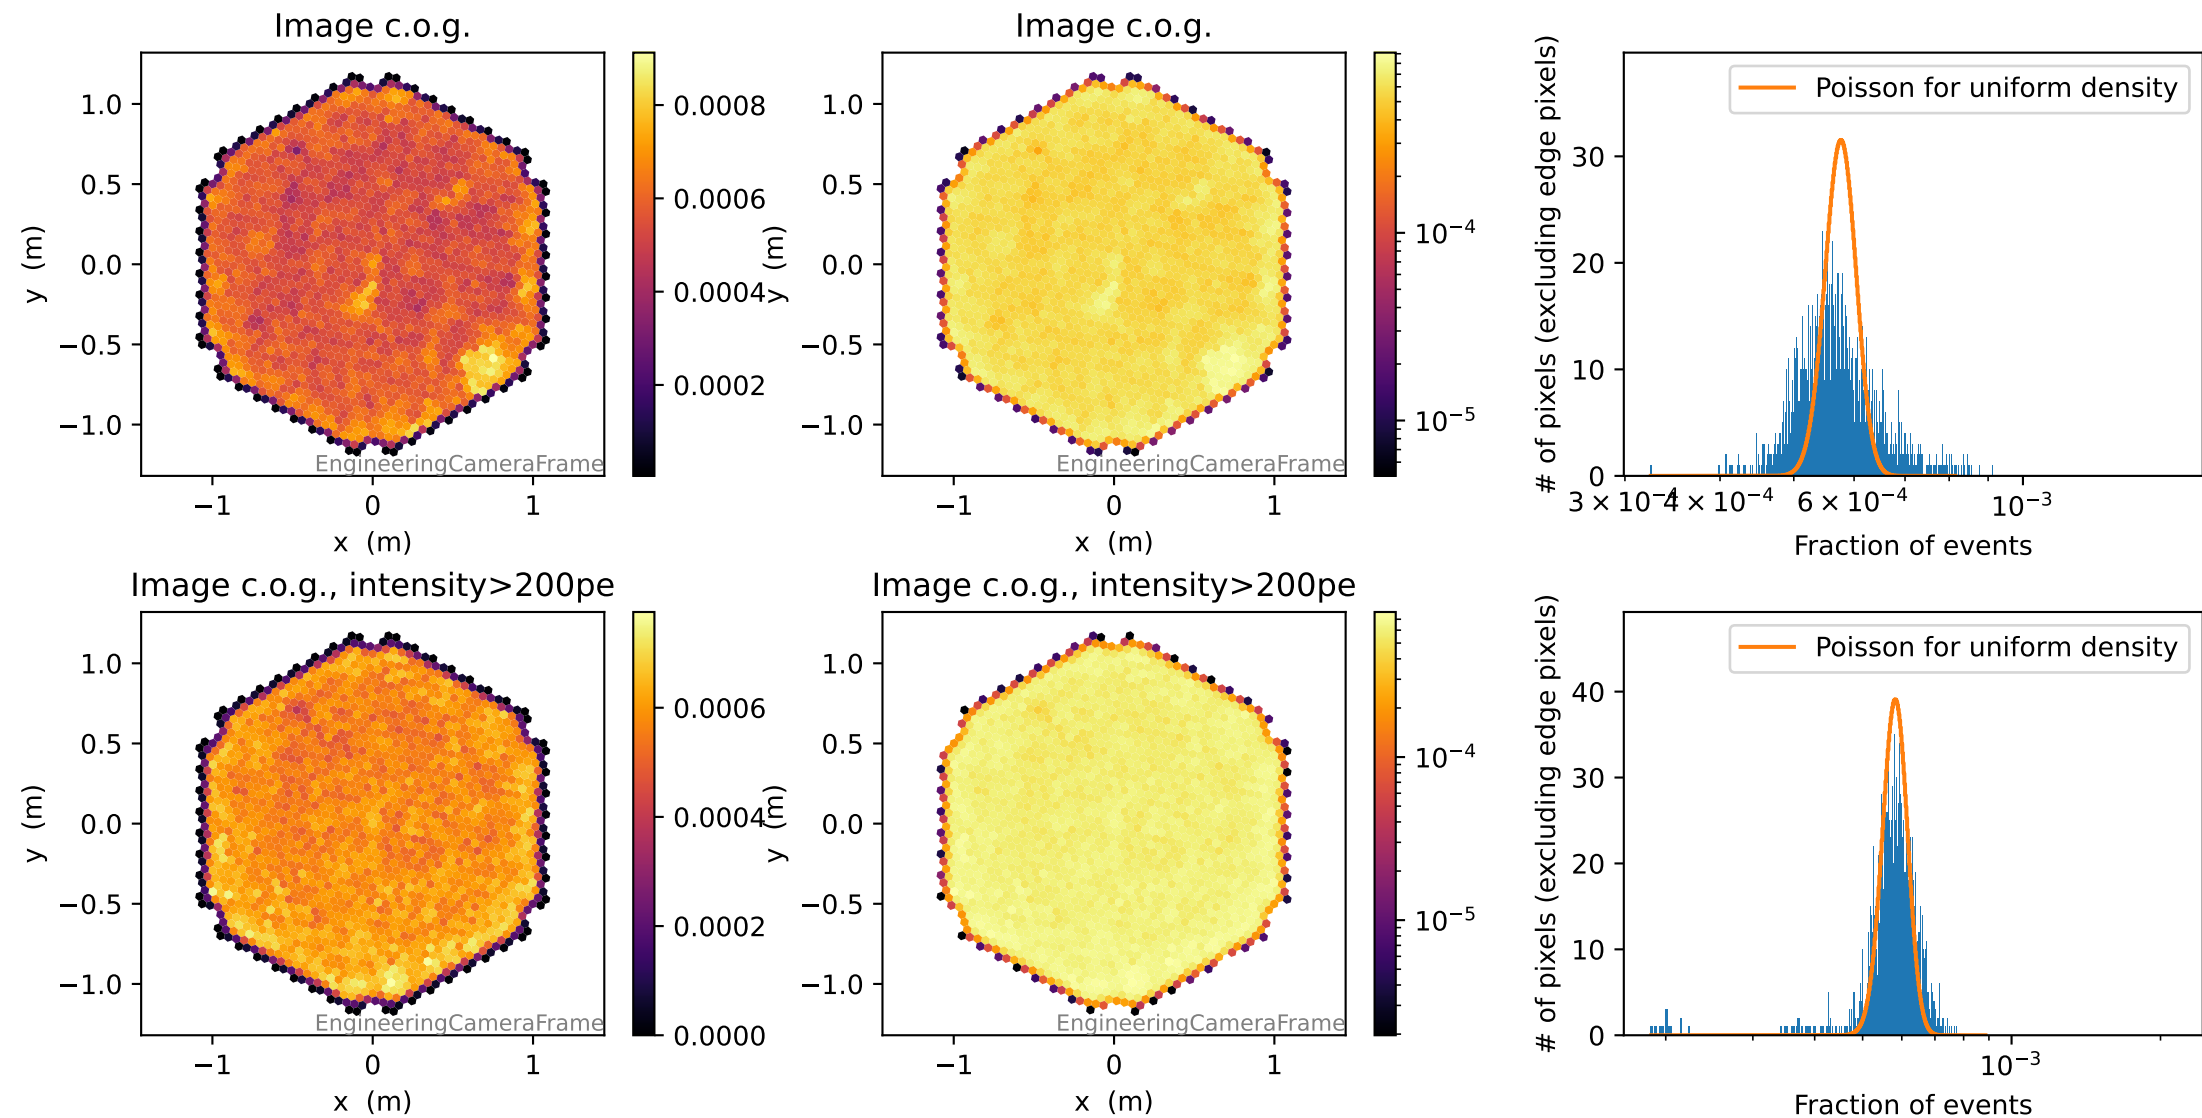 Image c.o.g.
1.0
0.5
0.0
−0.5
−1.0
y (m)
−1 0 1
x (m)
EngineeringCameraFrame
0.0008
0.0006
0.0004
0.0002
Image c.o.g.
1.0
0.5
0.0
−0.5
−1.0
y (m)
−1 0 1
x (m)
EngineeringCameraFrame
10⁻⁴
10⁻⁵
Poisson for uniform density
# of pixels (excluding edge pixels)
30
20
10
0
3 × 10⁻⁴ 4 × 10⁻⁴ 6 × 10⁻⁴ 10⁻³
Fraction of events
Image c.o.g., intensity>200pe
1.0
0.5
0.0
−0.5
−1.0
y (m)
−1 0 1
x (m)
EngineeringCameraFrame
0.0006
0.0004
0.0002
0.0000
Image c.o.g., intensity>200pe
1.0
0.5
0.0
−0.5
−1.0
y (m)
−1 0 1
x (m)
EngineeringCameraFrame
10⁻⁴
10⁻⁵
Poisson for uniform density
# of pixels (excluding edge pixels)
40
30
20
10
0
10⁻³
Fraction of events